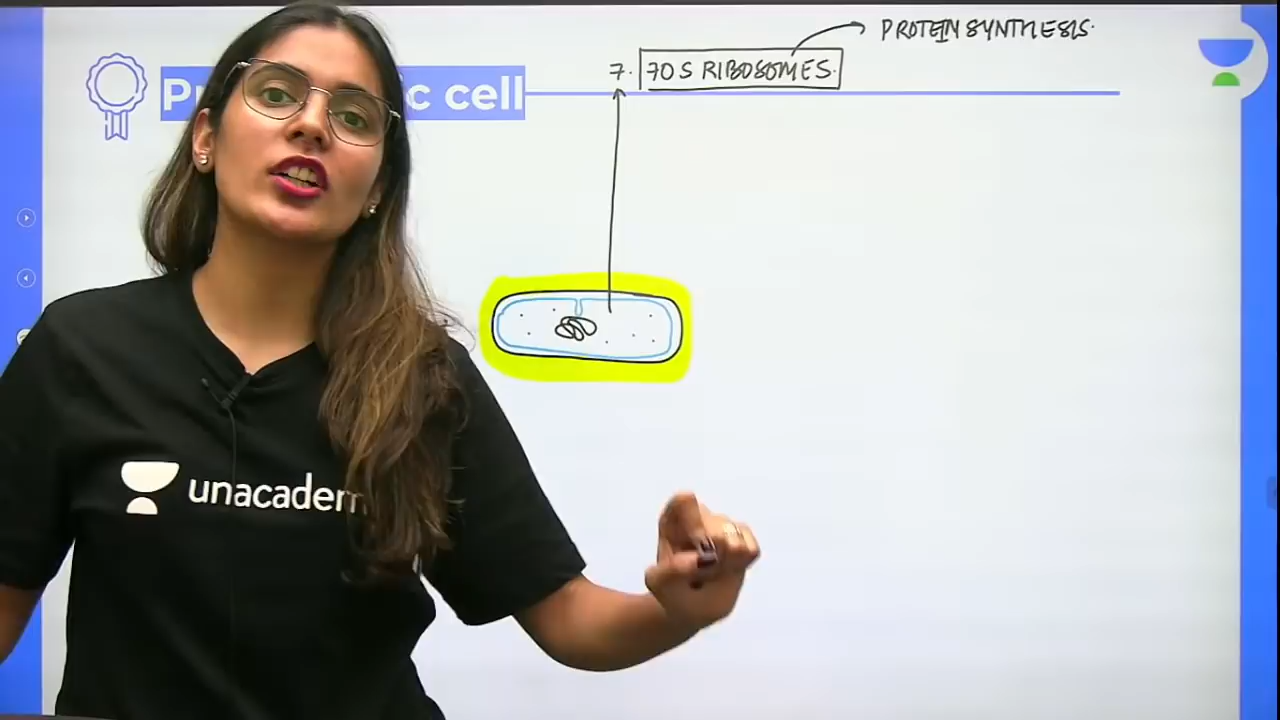 PROTEIN SYNTHESIS.
7. 70S RIBOSOMES.
c cell
unacadem